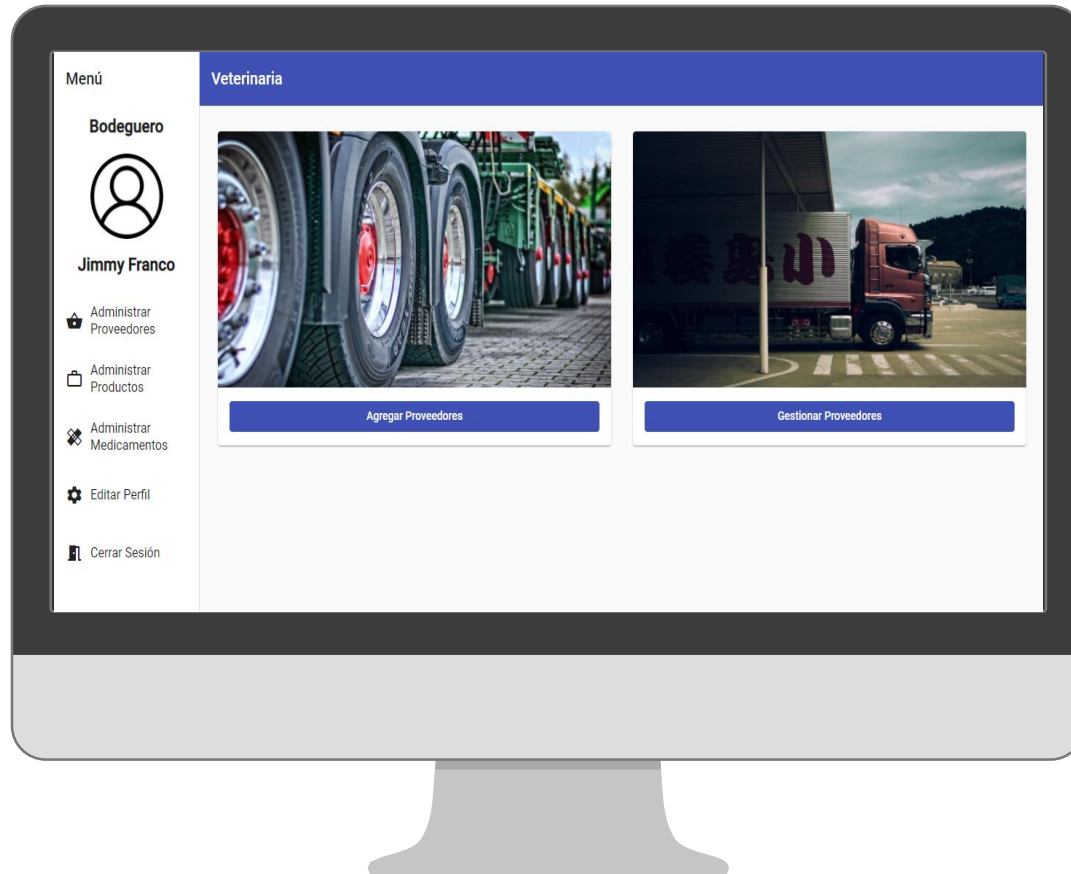 Menú
Veterinaria
Bodeguero
Jimmy Franco
Administrar
Proveedores
Administrar
Productos
Administrar
Medicamentos
Editar Perfil
Cerrar Sesión
小
Agregar Proveedores
Gestionar Proveedores